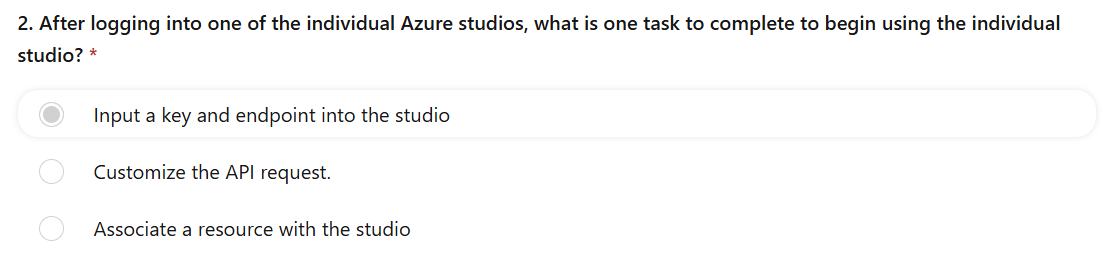 2. After logging into one of the individual Azure studios, what is one task to complete to begin using the individual
studio? *
Input a key and endpoint into the studio
Customize the API request.
Associate a resource with the studio